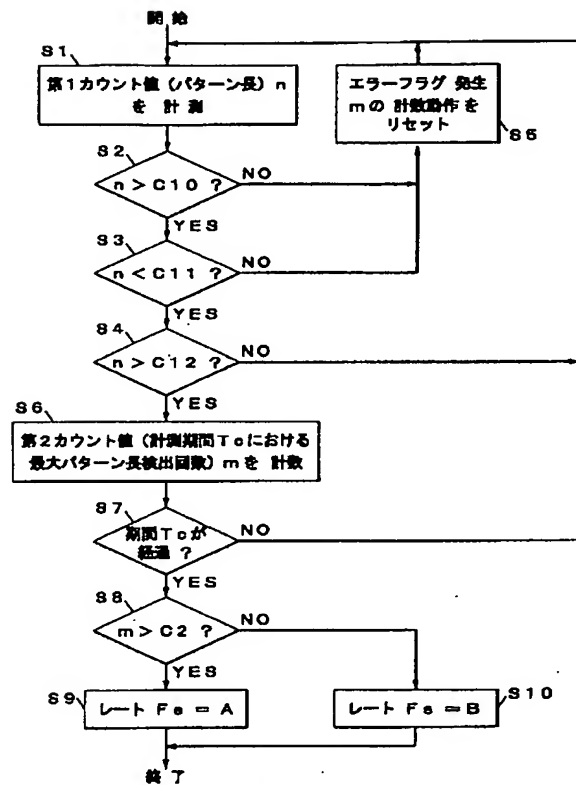 開始
S1
第1カウント値（パターン長）n
を 計 測
エラーフラグ 発生
mの 計数動作を
リセット
S5
S2
n＞C10 ?
NO
YES
S3
n＜C11 ?
NO
YES
S4
n＞C12 ?
NO
YES
S6
第2カウント値（計測期間Tcにおける
最大パターン長検出回数）mを 計数
S7
期間Tcが
経過 ?
NO
YES
S8
m＞C2 ?
NO
YES
S9
レート Fs = A
レート Fs = B
S10
終了